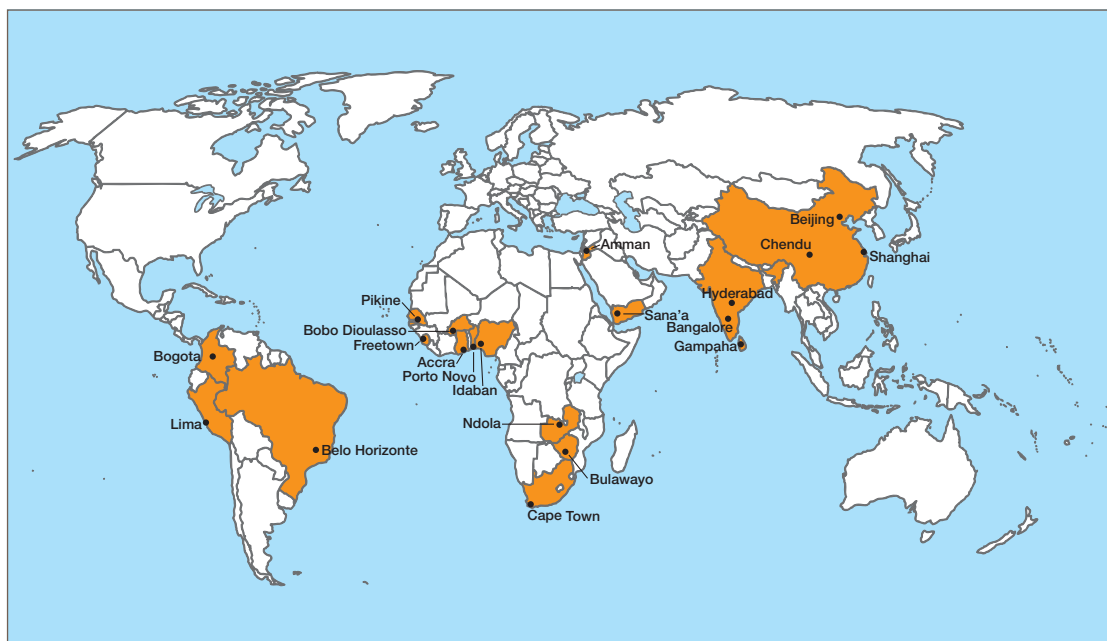 Beijing
Amman
Chendu
Shanghai
Pikine
Hyderabad
Sana'a
Bobo Dioulasso
Bangalore
Freetown
Gampaha
Bogota
Accra
Porto Novo
Idaban
Lima
Ndola
Belo Horizonte
Bulawayo
Cape Town